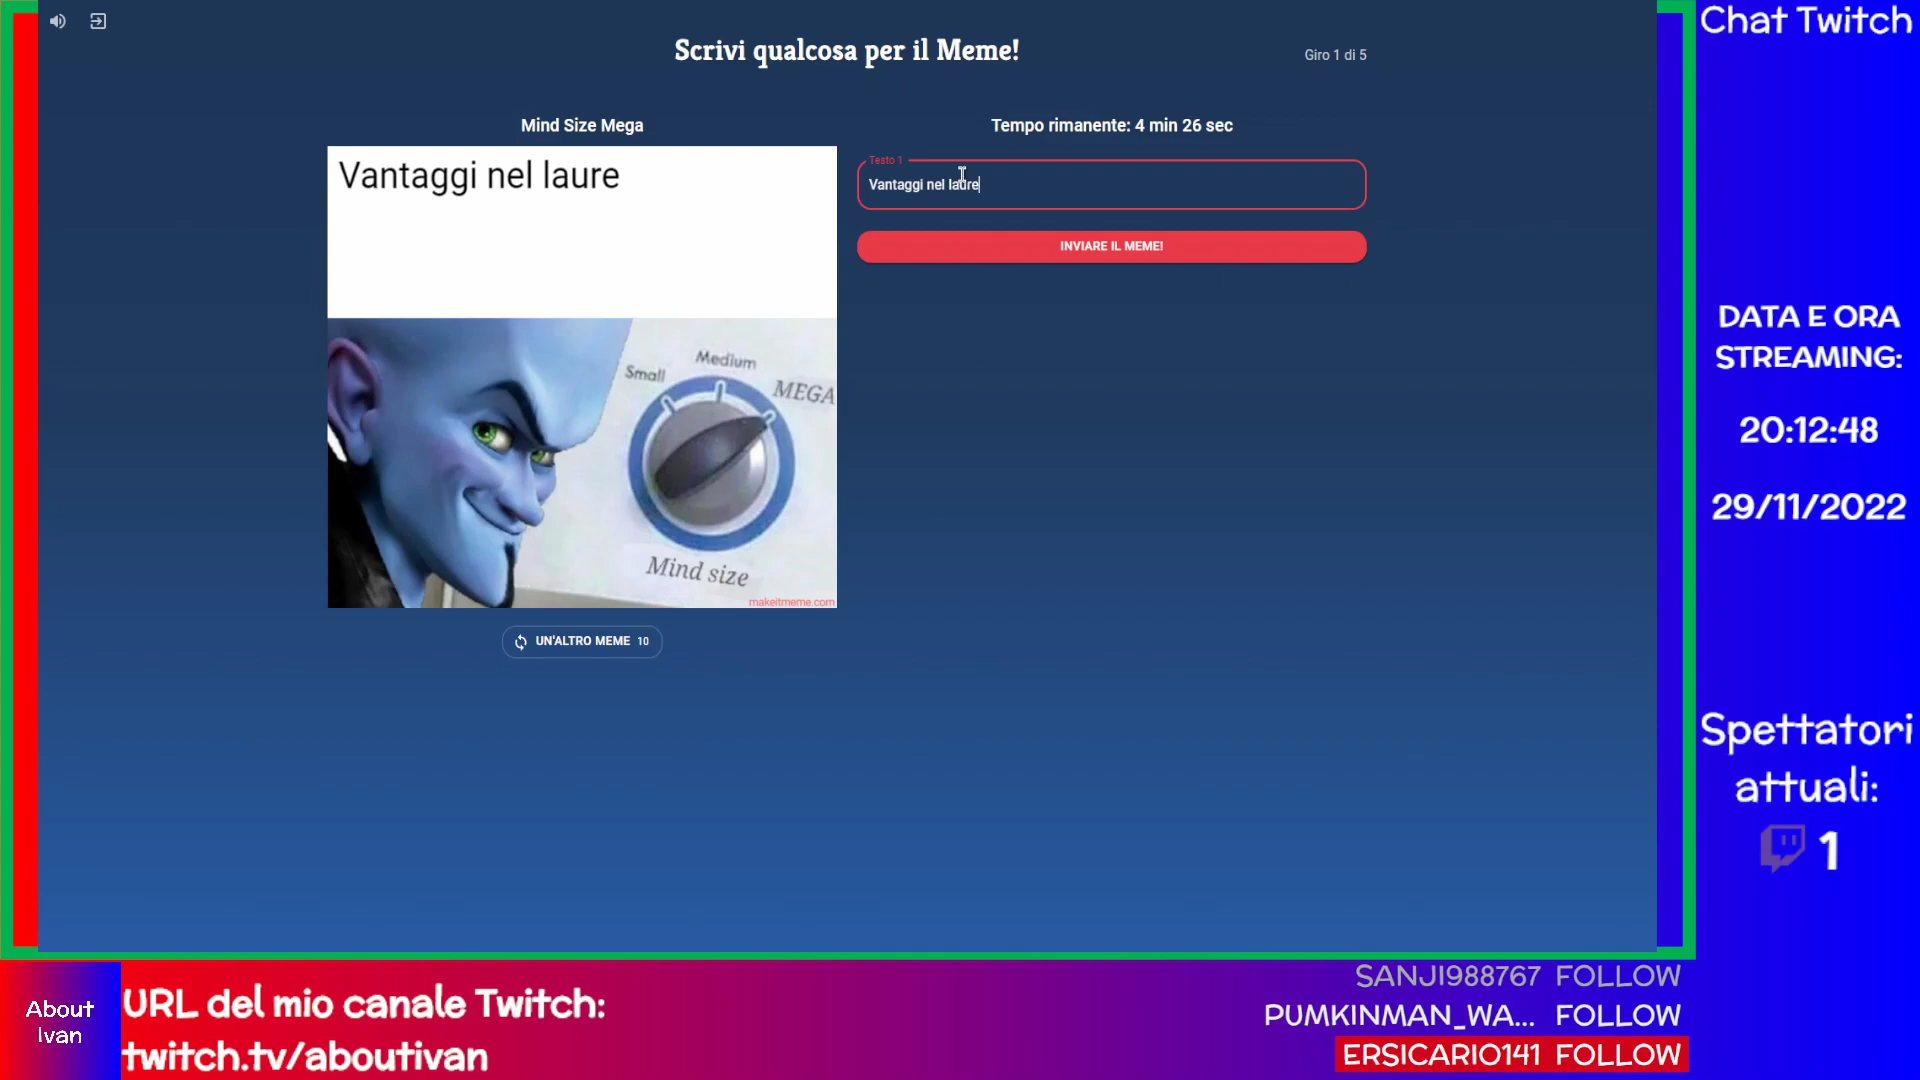 Scrivi qualcosa per il Meme!
Giro 1 di 5
Mind Size Mega
Vantaggi nel laure
Small
Medium
MEGA
Mind size
makeitmeme.com
UN'ALTRO MEME 10
Tempo rimanente: 4 min 26 sec
Testo 1
Vantaggi nel laure
INVIARE IL MEME!
Chat Twitch
DATA E ORA
STREAMING:
20:12:48
29/11/2022
Spettatori
attuali:
1
About
Ivan
URL del mio canale Twitch:
twitch.tv/aboutivan
SANJI988767 FOLLOW
PUMKINMAN_WA... FOLLOW
ERSICARIO141 FOLLOW